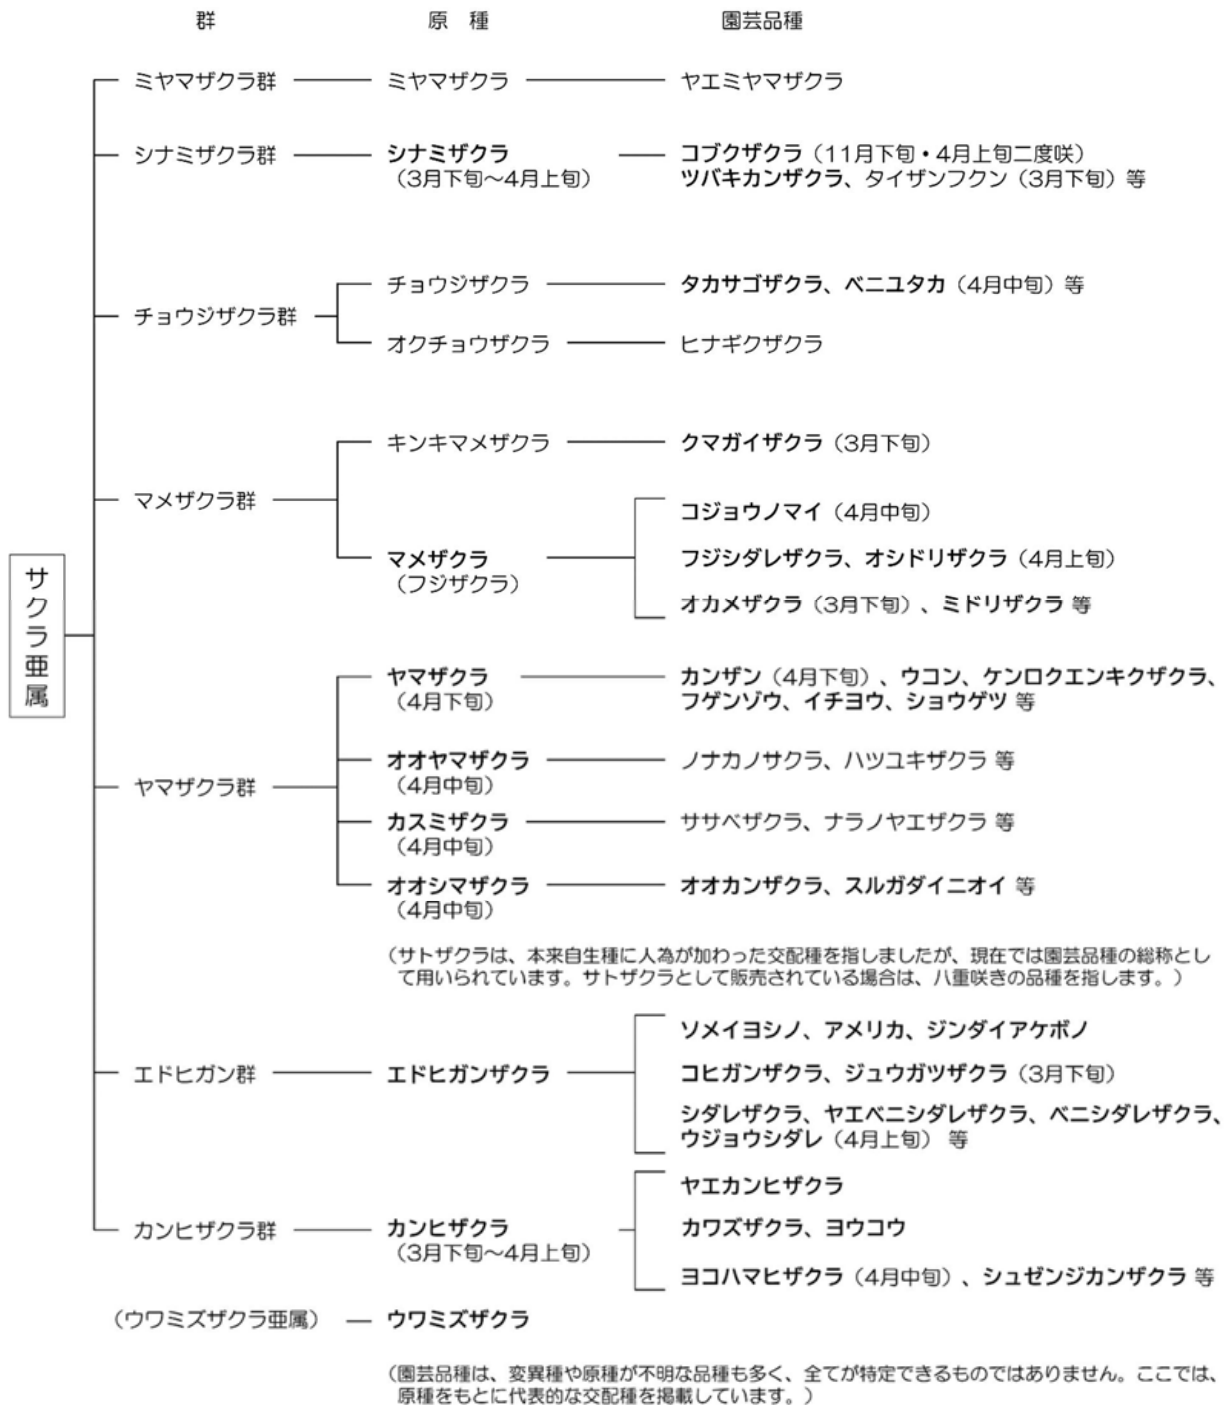 群　原　種　園芸品種
ミヤマザクラ群　ミヤマザクラ　ヤエミヤマザクラ
シナミザクラ群　シナミザクラ　コブクザクラ（11月下旬・4月上旬二度咲）
（3月下旬～4月上旬）　ツバキカンザクラ、タイザンフクン（3月下旬）等
チョウジザクラ　タカサゴザクラ、ベニユタカ（4月中旬）等
チョウジザクラ群
オクチョウザクラ　ヒナギクザクラ
キンキマメザクラ　クマガイザクラ（3月下旬）
マメザクラ群
コジョウノマイ（4月中旬）
マメザクラ　フジシダレザクラ、オシドリザクラ（4月上旬）
（フジザクラ）
オカメザクラ（3月下旬）、ミドリザクラ 等
サクラ亜属
ヤマザクラ　カンザン（4月下旬）、ウコン、ケンロクエンキクザクラ、
（4月下旬）　フゲンゾウ、イチヨウ、ショウゲツ 等
オオヤマザクラ　ノナカノサクラ、ハツユキザクラ 等
（4月中旬）
ヤマザクラ群
カスミザクラ　ササベザクラ、ナラノヤエザクラ 等
（4月中旬）
オオシマザクラ　オオカンザクラ、スルガダイニオイ 等
（4月中旬）
（サトザクラは、本来自生種に人為が加わった交配種を指しましたが、現在では園芸品種の総称とし
て用いられています。サトザクラとして販売されている場合は、八重咲きの品種を指します。）
ソメイヨシノ、アメリカ、ジンダイアケボノ
エドヒガン群　エドヒガンザクラ　コヒガンザクラ、ジュウガツザクラ（3月下旬）
シダレザクラ、ヤエベニシダレザクラ、ベニシダレザクラ、
ウジョウシダレ（4月上旬） 等
ヤエカンヒザクラ
カンヒザクラ群　カンヒザクラ　カワズザクラ、ヨウコウ
（3月下旬～4月上旬）
ヨコハマヒザクラ（4月中旬）、シュゼンジカンザクラ 等
（ウワミズザクラ亜属）　ウワミズザクラ
（園芸品種は、変異種や原種が不明な品種も多く、全てが特定できるものではありません。ここでは、
原種をもとに代表的な交配種を掲載しています。）